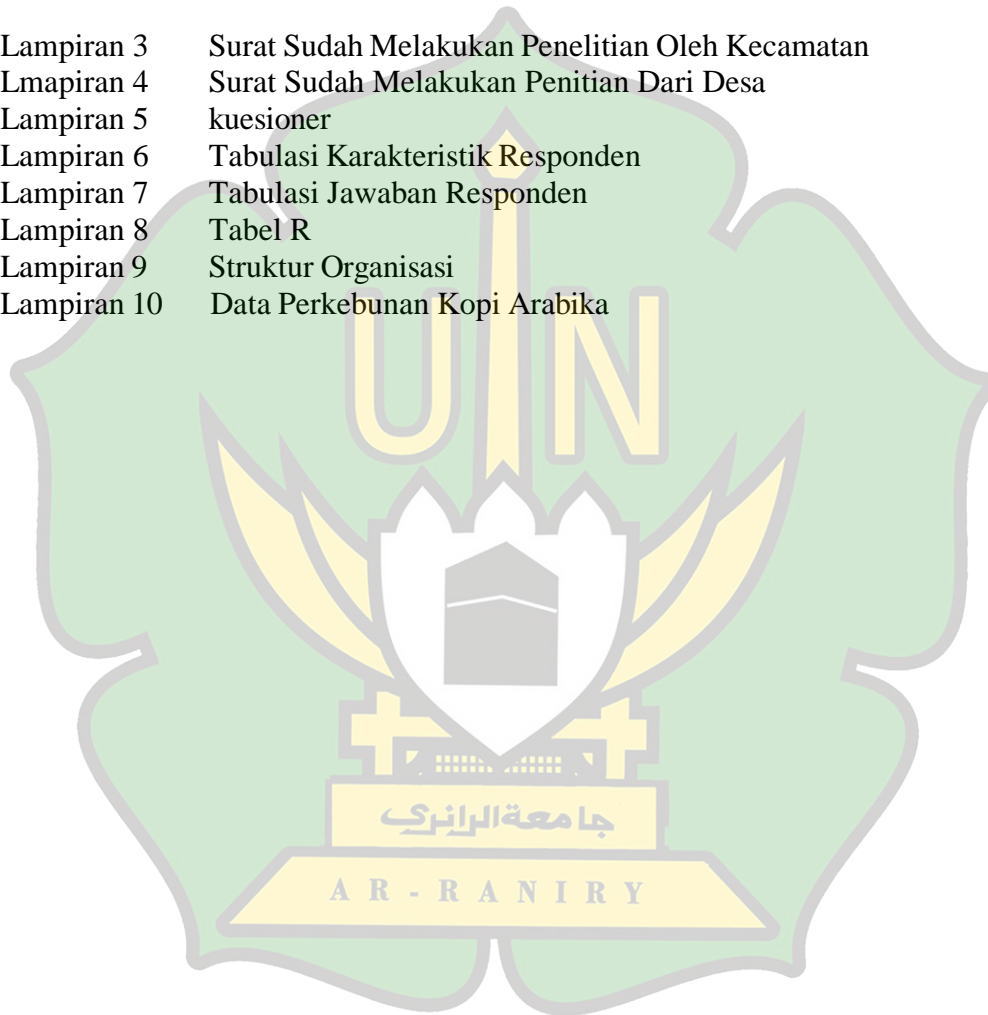 Lampiran 3 Surat Sudah Melakukan Penelitian Oleh Kecamatan
Lmapiran 4 Surat Sudah Melakukan Penitian Dari Desa
Lampiran 5 kuesioner
Lampiran 6 Tabulasi Karakteristik Responden
Lampiran 7 Tabulasi Jawaban Responden
Lampiran 8 Tabel R
Lampiran 9 Struktur Organisasi
Lampiran 10 Data Perkebunan Kopi Arabika
UIN
جامعةالرانري
AR-RANIRY